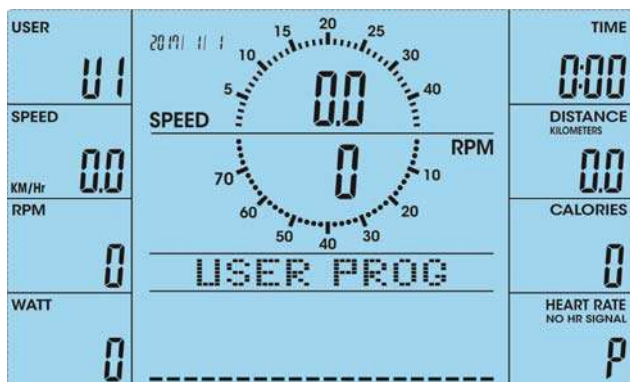 USER
U1
SPEED
0.0
KM/Hr
RPM
0
WATT
0
2017/ 1/ 1
5 10 15 20 25 30 40
SPEED
0.0
0
RPM
70 60 50 40 30 20 10
USER PROG
TIME
0:00
DISTANCE
KILOMETERS
0.0
CALORIES
0
HEART RATE
NO HR SIGNAL
P